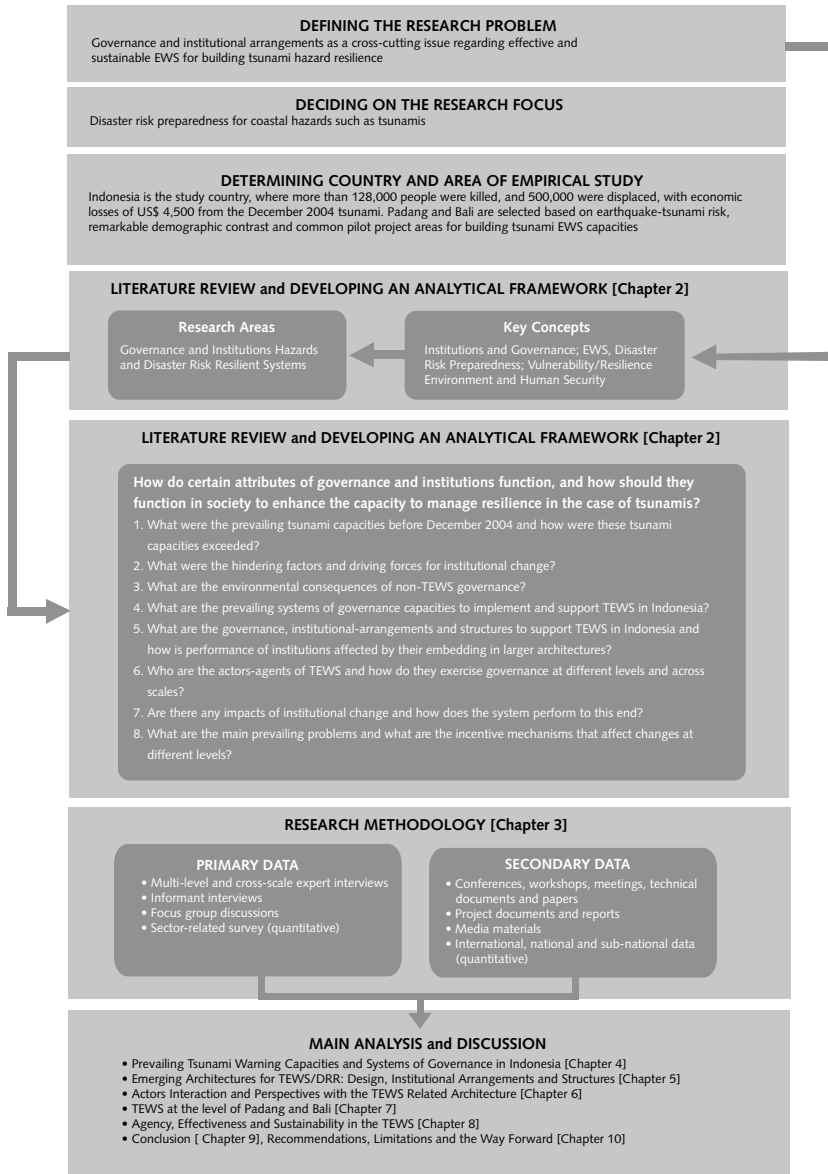 DEFINING THE RESEARCH PROBLEM
Governance and institutional arrangements as a cross-cutting issue regarding effective and
sustainable EWS for building tsunami hazard resilience
DECIDING ON THE RESEARCH FOCUS
Disaster risk preparedness for coastal hazards such as tsunamis
DETERMINING COUNTRY AND AREA OF EMPIRICAL STUDY
Indonesia is the study country, where more than 128,000 people were killed, and 500,000 were displaced, with economic
losses of US$ 4,500 from the December 2004 tsunami. Padang and Bali are selected based on earthquake-tsunami risk,
remarkable demographic contrast and common pilot project areas for building tsunami EWS capacities
LITERATURE REVIEW and DEVELOPING AN ANALYTICAL FRAMEWORK [Chapter 2]
Research Areas
Governance and Institutions Hazards
and Disaster Risk Resilient Systems
Key Concepts
Institutions and Governance; EWS, Disaster
Risk Preparedness; Vulnerability/Resilience
Environment and Human Security
LITERATURE REVIEW and DEVELOPING AN ANALYTICAL FRAMEWORK [Chapter 2]
How do certain attributes of governance and institutions function, and how should they
function in society to enhance the capacity to manage resilience in the case of tsunamis?
1. What were the prevailing tsunami capacities before December 2004 and how were these tsunami
capacities exceeded?
2. What were the hindering factors and driving forces for institutional change?
3. What are the environmental consequences of non-TEWS governance?
4. What are the prevailing systems of governance capacities to implement and support TEWS in Indonesia?
5. What are the governance, institutional-arrangements and structures to support TEWS in Indonesia and
how is performance of institutions affected by their embedding in larger architectures?
6. Who are the actors-agents of TEWS and how do they exercise governance at different levels and across
scales?
7. Are there any impacts of institutional change and how does the system perform to this end?
8. What are the main prevailing problems and what are the incentive mechanisms that affect changes at
different levels?
RESEARCH METHODOLOGY [Chapter 3]
PRIMARY DATA
• Multi-level and cross-scale expert interviews
• Informant interviews
• Focus group discussions
• Sector-related survey (quantitative)
SECONDARY DATA
• Conferences, workshops, meetings, technical
documents and papers
• Project documents and reports
• Media materials
• International, national and sub-national data
(quantitative)
MAIN ANALYSIS and DISCUSSION
• Prevailing Tsunami Warning Capacities and Systems of Governance in Indonesia [Chapter 4]
• Emerging Architectures for TEWS/DRR: Design, Institutional Arrangements and Structures [Chapter 5]
• Actors Interaction and Perspectives with the TEWS Related Architecture [Chapter 6]
• TEWS at the level of Padang and Bali [Chapter 7]
• Agency, Effectiveness and Sustainability in the TEWS [Chapter 8]
• Conclusion [ Chapter 9], Recommendations, Limitations and the Way Forward [Chapter 10]